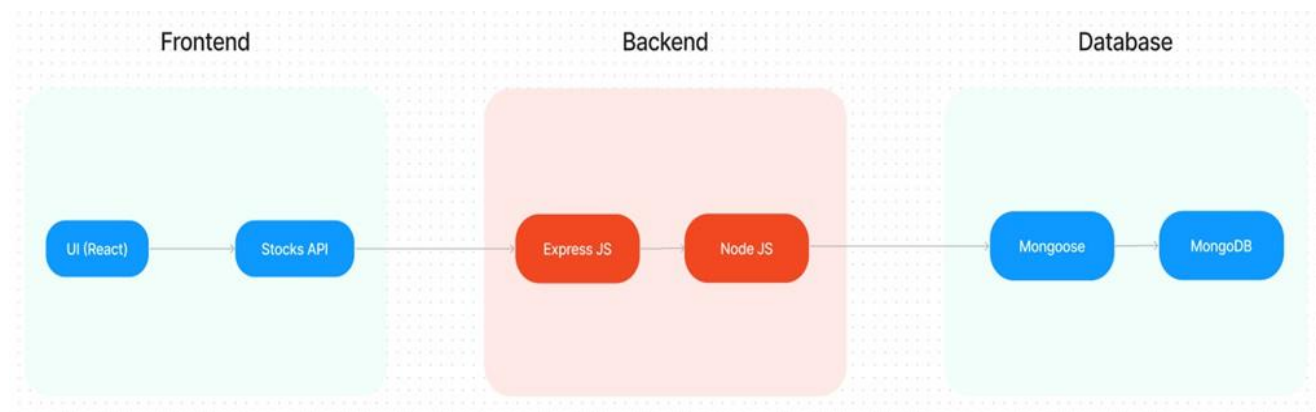 Frontend
Backend
Database
UI (React)
Stocks API
Express JS
Node JS
Mongoose
MongoDB